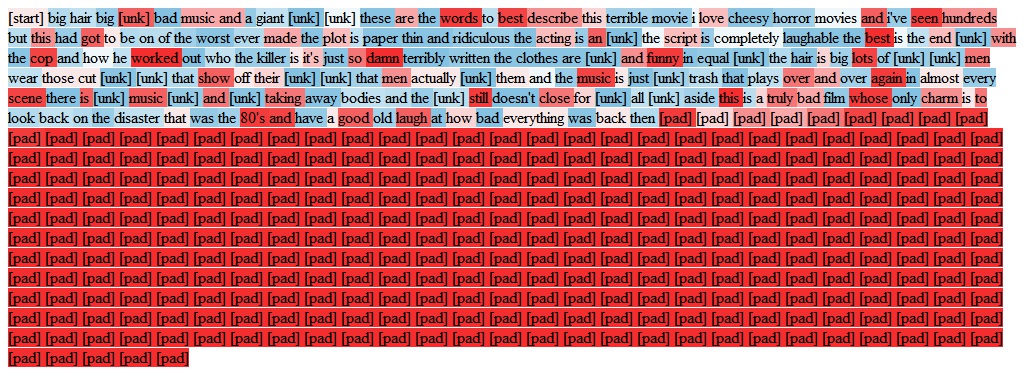 [start] big hair big [unk] bad music and a giant [unk] [unk] these are the words to best describe this terrible movie i love cheesy horror movies and i've seen hundreds
but this had got to be on of the worst ever made the plot is paper thin and ridiculous the acting is an [unk] the script is completely laughable the best is the end [unk] with
the cop and how he worked out who the killer is it's just so damn terribly written the clothes are [unk] and funny in equal [unk] the hair is big lots of [unk] [unk] men
wear those cut [unk] [unk] that show off their [unk] [unk] that men actually [unk] them and the music is just [unk] trash that plays over and over again in almost every
scene there is [unk] music [unk] and [unk] taking away bodies and the [unk] still doesn't close for [unk] all [unk] aside this is a truly bad film whose only charm is to
look back on the disaster that was the 80's and have a good old laugh at how bad everything was back then [pad] [pad] [pad] [pad] [pad] [pad] [pad] [pad] [pad]
[pad] [pad] [pad] [pad] [pad] [pad] [pad] [pad] [pad] [pad] [pad] [pad] [pad] [pad] [pad] [pad] [pad] [pad] [pad] [pad] [pad] [pad] [pad] [pad] [pad] [pad] [pad]
[pad] [pad] [pad] [pad] [pad] [pad] [pad] [pad] [pad] [pad] [pad] [pad] [pad] [pad] [pad] [pad] [pad] [pad] [pad] [pad] [pad] [pad] [pad] [pad] [pad] [pad] [pad]
[pad] [pad] [pad] [pad] [pad] [pad] [pad] [pad] [pad] [pad] [pad] [pad] [pad] [pad] [pad] [pad] [pad] [pad] [pad] [pad] [pad] [pad] [pad] [pad] [pad] [pad] [pad]
[pad] [pad] [pad] [pad] [pad] [pad] [pad] [pad] [pad] [pad] [pad] [pad] [pad] [pad] [pad] [pad] [pad] [pad] [pad] [pad] [pad] [pad] [pad] [pad] [pad] [pad] [pad]
[pad] [pad] [pad] [pad] [pad] [pad] [pad] [pad] [pad] [pad] [pad] [pad] [pad] [pad] [pad] [pad] [pad] [pad] [pad] [pad] [pad] [pad] [pad] [pad] [pad] [pad] [pad]
[pad] [pad] [pad] [pad] [pad] [pad] [pad] [pad] [pad] [pad] [pad] [pad] [pad] [pad] [pad] [pad] [pad] [pad] [pad] [pad] [pad] [pad] [pad] [pad] [pad] [pad] [pad]
[pad] [pad] [pad] [pad] [pad] [pad] [pad] [pad] [pad] [pad] [pad] [pad] [pad] [pad] [pad] [pad] [pad] [pad] [pad] [pad] [pad] [pad] [pad] [pad] [pad] [pad] [pad]
[pad] [pad] [pad] [pad] [pad] [pad] [pad] [pad] [pad] [pad] [pad] [pad] [pad] [pad] [pad] [pad] [pad] [pad] [pad] [pad] [pad] [pad] [pad] [pad] [pad] [pad] [pad]
[pad] [pad] [pad] [pad] [pad] [pad] [pad] [pad] [pad] [pad] [pad] [pad] [pad] [pad] [pad] [pad] [pad] [pad] [pad] [pad] [pad] [pad] [pad] [pad] [pad] [pad] [pad]
[pad] [pad] [pad] [pad] [pad] [pad] [pad] [pad] [pad] [pad] [pad] [pad] [pad] [pad] [pad] [pad] [pad] [pad] [pad] [pad] [pad] [pad] [pad] [pad] [pad] [pad] [pad]
[pad] [pad] [pad] [pad] [pad] [pad] [pad] [pad] [pad] [pad] [pad] [pad] [pad] [pad] [pad] [pad] [pad] [pad] [pad] [pad] [pad] [pad] [pad] [pad] [pad] [pad] [pad]
[pad] [pad] [pad] [pad] [pad]